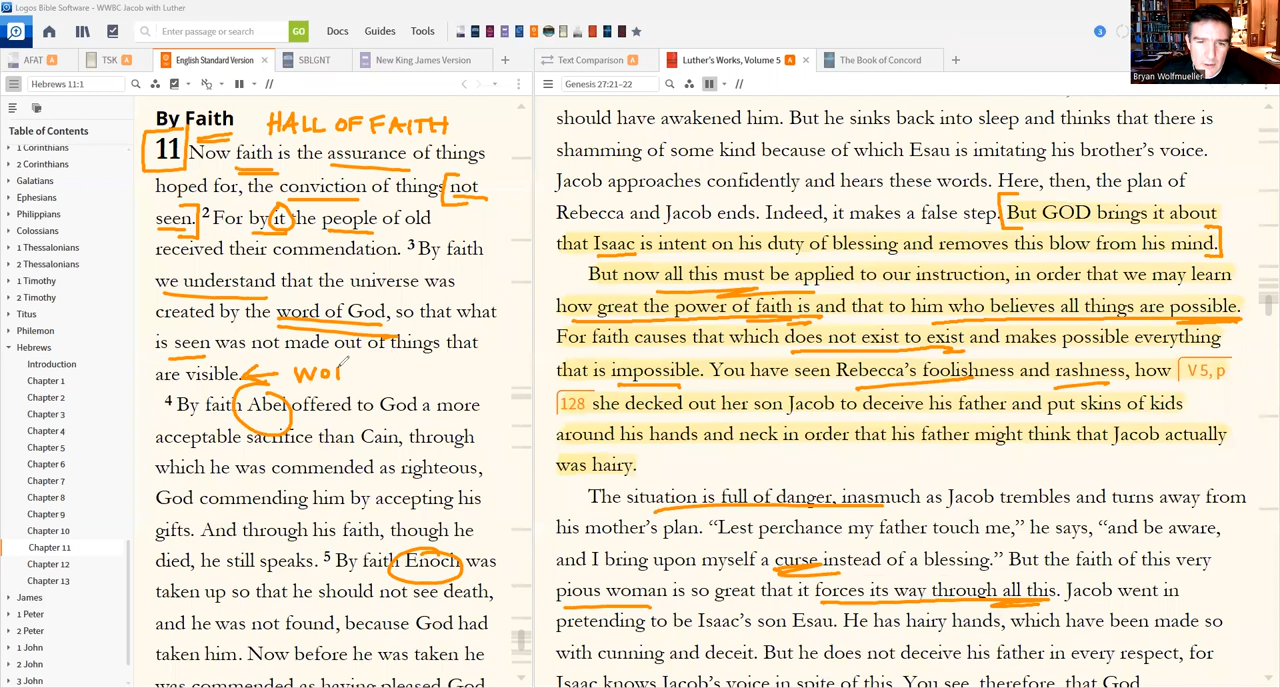 Logos Bible Software - WWBC Jacob with Luther
Enter passage or search
GO
Docs
Guides
Tools
3
AFAT A
TSK A
English Standard Version
SBLGNT
New King James Version
Text Comparison A
Luther's Works, Volume 5 A
The Book of Concord
Bryan Wolfmueller
Hebrews 11:1
Genesis 27:21–22
Table of Contents
1 Corinthians
2 Corinthians
Galatians
Ephesians
Philippians
Colossians
1 Thessalonians
2 Thessalonians
1 Timothy
2 Timothy
Titus
Philemon
Hebrews
Introduction
Chapter 1
Chapter 2
Chapter 3
Chapter 4
Chapter 5
Chapter 6
Chapter 7
Chapter 8
Chapter 9
Chapter 10
Chapter 11
Chapter 12
Chapter 13
James
1 Peter
2 Peter
1 John
2 John
3 John
By Faith
HALL OF FAITH
11 Now faith is the assurance of things
hoped for, the conviction of things not
seen. 2 For by it the people of old
received their commendation. 3 By faith
we understand that the universe was
created by the word of God, so that what
is seen was not made out of things that
are visible.
4 By faith Abel offered to God a more
acceptable sacrifice than Cain, through
which he was commended as righteous,
God commending him by accepting his
gifts. And through his faith, though he
died, he still speaks. 5 By faith Enoch was
taken up so that he should not see death,
and he was not found, because God had
taken him. Now before he was taken he
was commended as having pleased God
should have awakened him. But he sinks back into sleep and thinks that there is
shamming of some kind because of which Esau is imitating his brother's voice.
Jacob approaches confidently and hears these words. Here, then, the plan of
Rebecca and Jacob ends. Indeed, it makes a false step. But GOD brings it about
that Isaac is intent on his duty of blessing and removes this blow from his mind.
But now all this must be applied to our instruction, in order that we may learn
how great the power of faith is and that to him who believes all things are possible.
For faith causes that which does not exist to exist and makes possible everything
that is impossible. You have seen Rebecca's foolishness and rashness, how V 5, p
128 she decked out her son Jacob to deceive his father and put skins of kids
around his hands and neck in order that his father might think that Jacob actually
was hairy.
The situation is full of danger, inasmuch as Jacob trembles and turns away from
his mother's plan. “Lest perchance my father touch me,” he says, “and be aware,
and I bring upon myself a curse instead of a blessing.” But the faith of this very
pious woman is so great that it forces its way through all this. Jacob went in
pretending to be Isaac's son Esau. He has hairy hands, which have been made so
with cunning and deceit. But he does not deceive his father in every respect, for
Isaac knows Jacob's voice in spite of this. You see, therefore, that God